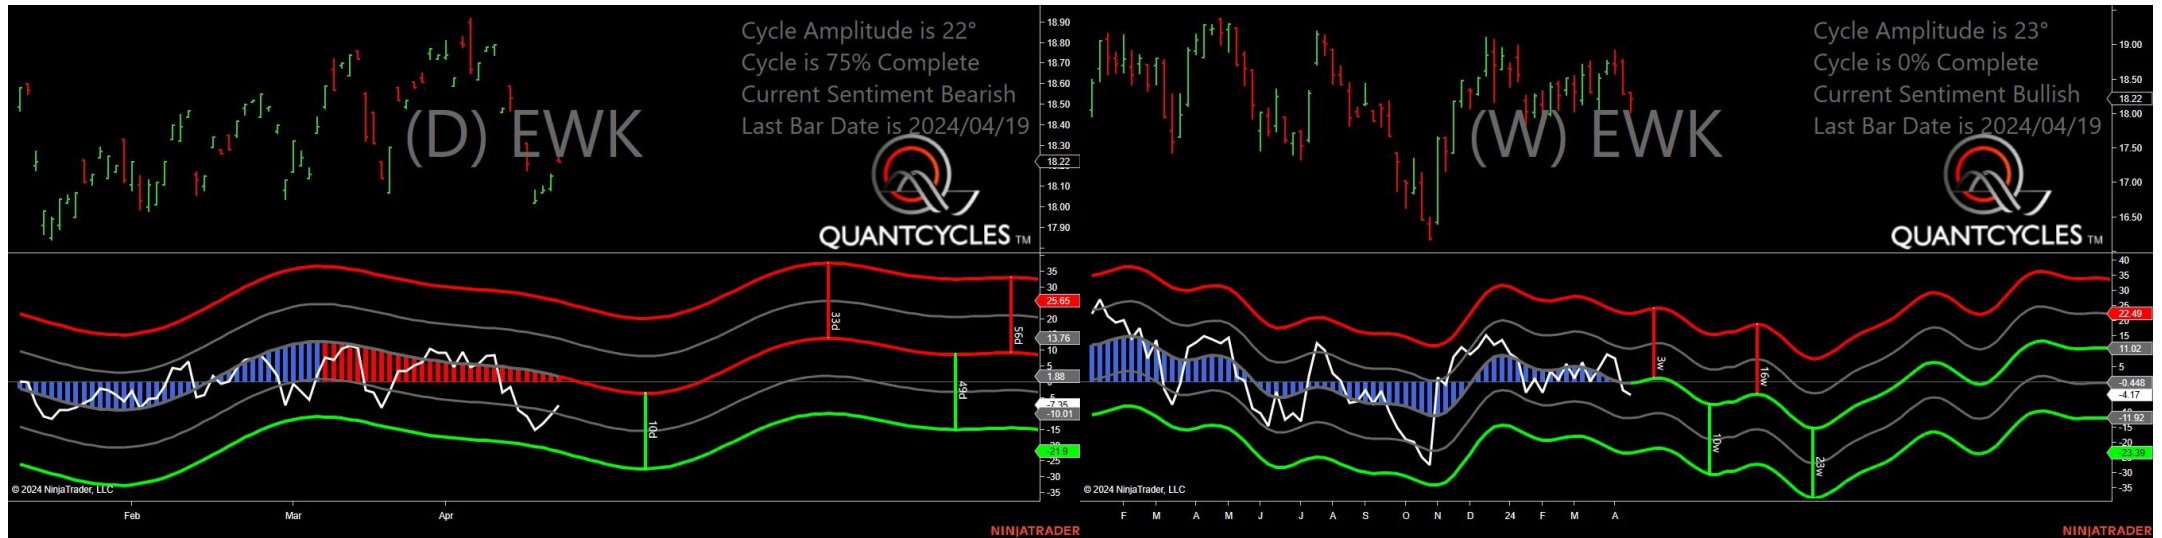 Cycle Amplitude is 22°
Cycle is 75% Complete
Current Sentiment Bearish
Last Bar Date is 2024/04/19
(D) EWK
QUANTCYCLES TM
18.90
18.80
18.70
18.60
18.50
18.40
18.30
18.22
18.10
18.00
17.90
35
30
25.65
20
13.76
10
5
1.88
-7.35
-10.01
-15
-21.9
-25
-30
-35
10d
33d
49d
56d
© 2024 NinjaTrader, LLC
Feb
Mar
Apr
NINJATRADER
Cycle Amplitude is 23°
Cycle is 0% Complete
Current Sentiment Bullish
Last Bar Date is 2024/04/19
(W) EWK
QUANTCYCLES TM
19.00
18.50
18.22
17.50
17.00
16.50
40
35
30
25
22.49
15
11.02
5
-0.448
-4.17
-11.92
-15
-20
-23.39
-30
-35
3w
10w
16w
23w
© 2024 NinjaTrader, LLC
F M A M J J A S O N D 24 F M A
NINJATRADER